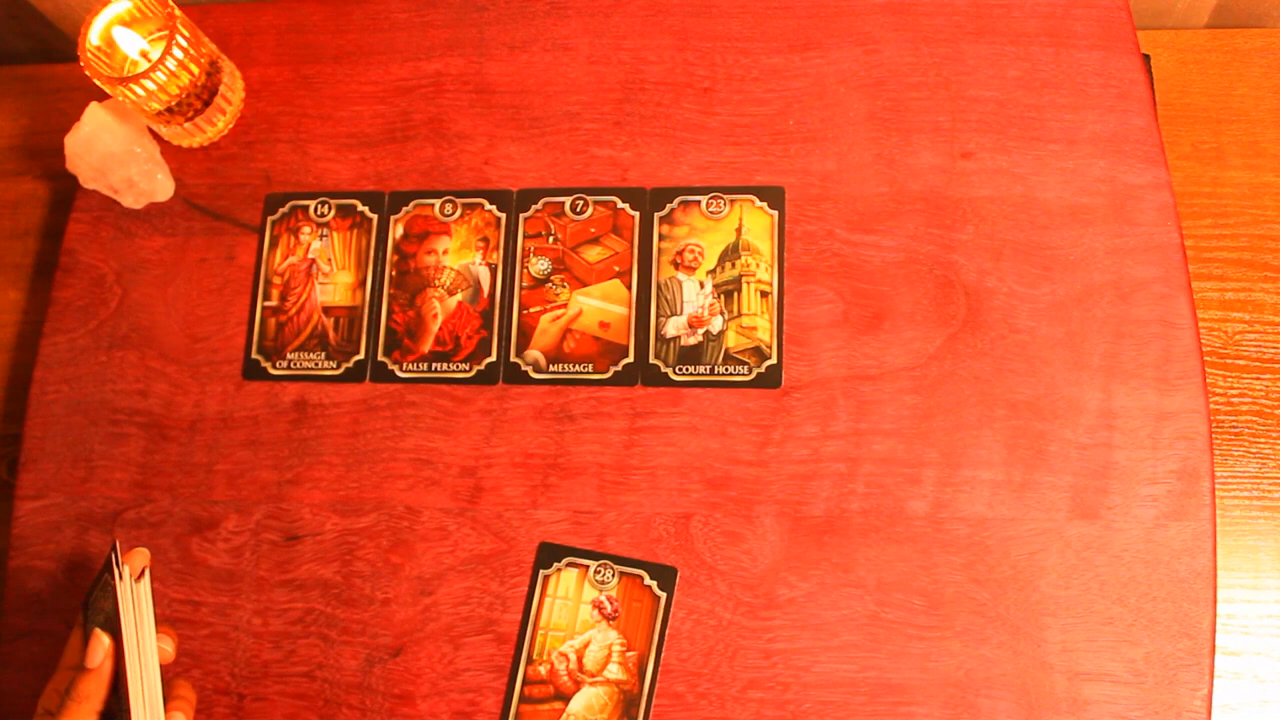 14
MESSAGE
OF CONCERN
8
FALSE PERSON
7
MESSAGE
23
COURT HOUSE
28